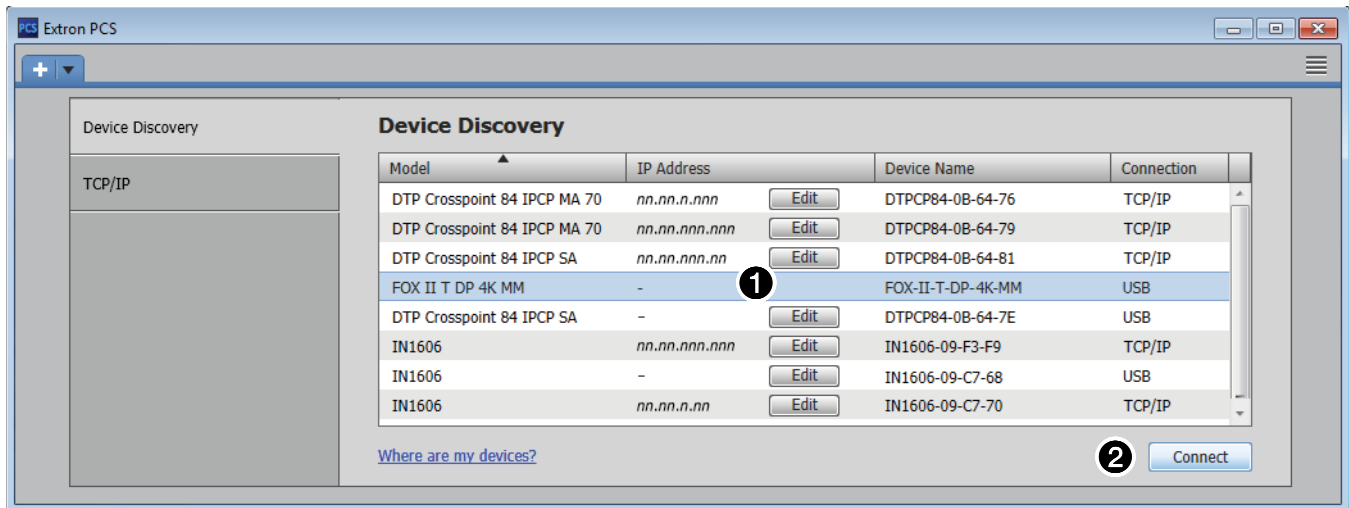 PCS Extron PCS
+
Device Discovery
TCP/IP
Device Discovery
Model IP Address Device Name Connection
DTP Crosspoint 84 IPCP MA 70 nn.nn.n.nnn Edit DTPCP84-0B-64-76 TCP/IP
DTP Crosspoint 84 IPCP MA 70 nn.nn.nnn.nnn Edit DTPCP84-0B-64-79 TCP/IP
DTP Crosspoint 84 IPCP SA nn.nn.nnn.nn Edit DTPCP84-0B-64-81 TCP/IP
FOX II T DP 4K MM - 1 FOX-II-T-DP-4K-MM USB
DTP Crosspoint 84 IPCP SA – Edit DTPCP84-0B-64-7E USB
IN1606 nn.nn.nnn.nnn Edit IN1606-09-F3-F9 TCP/IP
IN1606 – Edit IN1606-09-C7-68 USB
IN1606 nn.nn.n.nn Edit IN1606-09-C7-70 TCP/IP
Where are my devices? 2 Connect